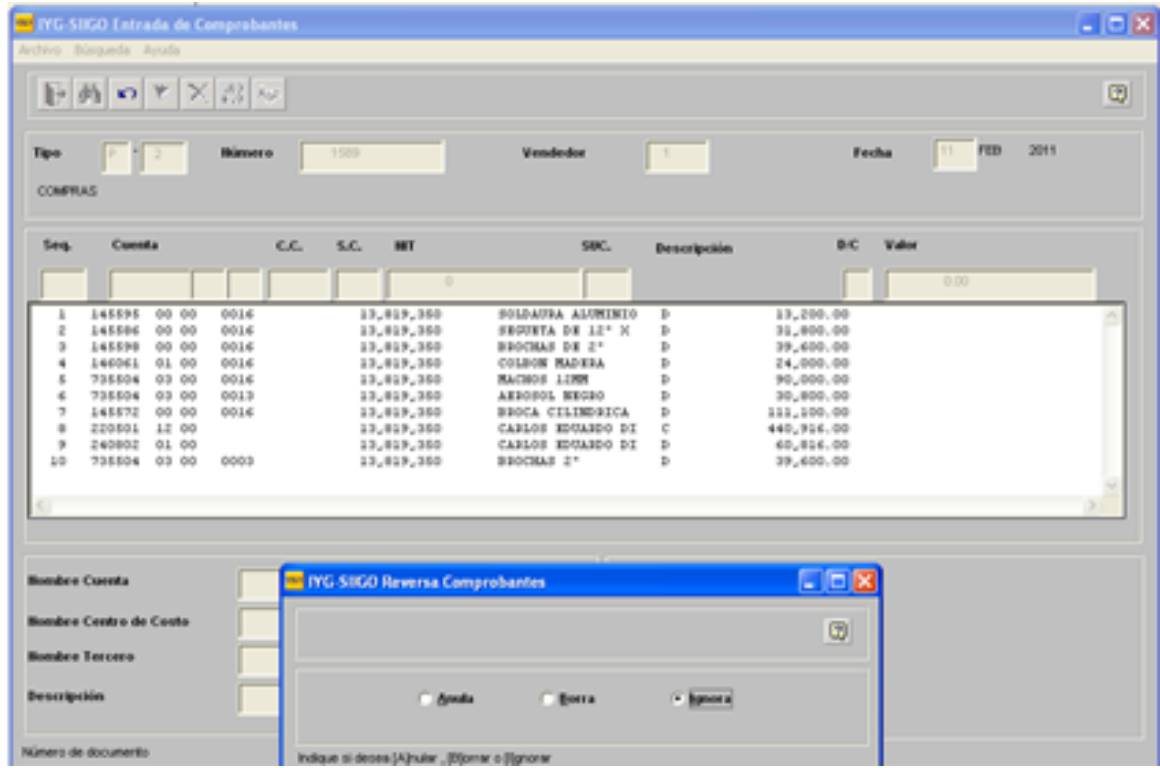 IYG-SIIGO Entrada de Comprobantes
Archivo Búsqueda Ayuda
Tipo P - 2 Número 1589 Vendedor 1 Fecha 11 FEB 2011
COMPRAS
Seq. Cuenta C.C. S.C. NIT SUC. Descripción D/C Valor
0 0.00
1 145595 00 00 0016 13,819,350 SOLDAURA ALUMINIO D 13,200.00
2 145586 00 00 0016 13,819,350 SEGUETA DE 12" X D 31,800.00
3 145598 00 00 0016 13,819,350 BROCHAS DE 2" D 39,600.00
4 146061 01 00 0016 13,819,350 COLBON MADERA D 24,000.00
5 735504 03 00 0016 13,819,350 MACHOS 12MM D 90,000.00
6 735504 03 00 0013 13,819,350 AEROSOL NEGRO D 30,800.00
7 145572 00 00 0016 13,819,350 BROCA CILINDRICA D 111,100.00
8 220501 12 00 13,819,350 CARLOS EDUARDO DI C 440,916.00
9 240802 01 00 13,819,350 CARLOS EDUARDO DI D 60,816.00
10 735504 03 00 0003 13,819,350 BROCHAS 2" D 39,600.00
Nombre Cuenta
IYG-SIIGO Reversa Comprobantes
Nombre Centro de Costo
Nombre Tercero
Descripción
Anula Borra Ignora
Número de documento
Indique si desea [A]nular , [B]orrar o [I]gnorar